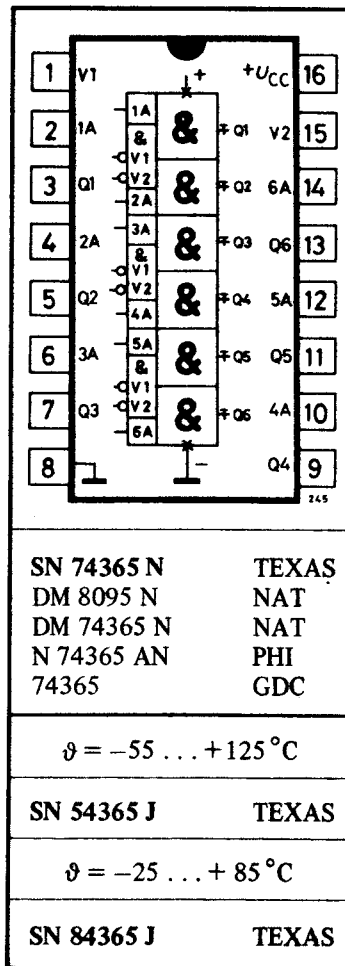 1 V1 + +UCC 16
2 1A 1A & Q1 V2 15
&
V1
3 Q1 V2 & Q2 6A 14
2A
4 2A 3A & Q3 Q6 13
&
V1
5 Q2 V2 & Q4 5A 12
4A
6 3A 5A & Q5 Q5 11
&
V1
7 Q3 V2 & Q6 4A 10
6A
8 − Q4 9
245
SN 74365 N TEXAS
DM 8095 N NAT
DM 74365 N NAT
N 74365 AN PHI
74365 GDC
ϑ = −55 ... +125 °C
SN 54365 J TEXAS
ϑ = −25 ... + 85 °C
SN 84365 J TEXAS